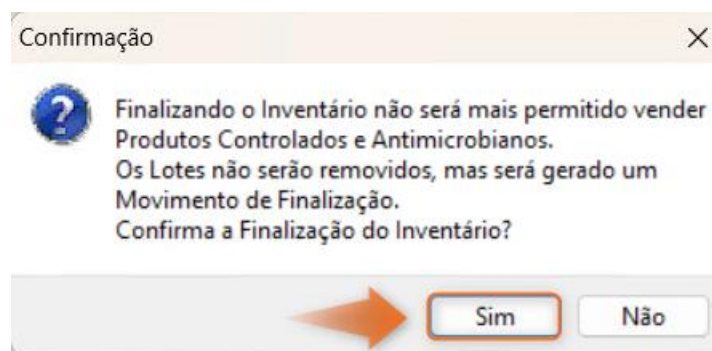 Confirmação
Finalizando o Inventário não será mais permitido vender
Produtos Controlados e Antimicrobianos.
Os Lotes não serão removidos, mas será gerado um
Movimento de Finalização.
Confirma a Finalização do Inventário?
Sim Não